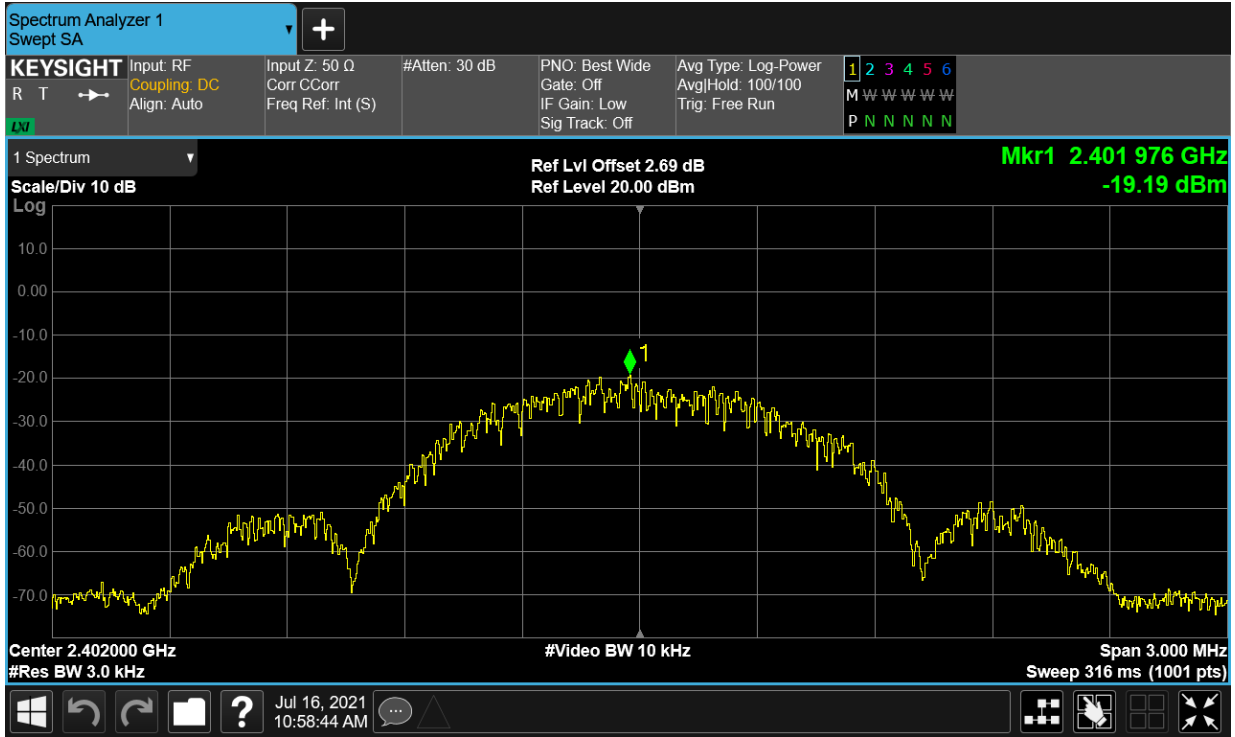 Spectrum Analyzer 1
Swept SA
KEYSIGHT
R T
LXI
Input: RF
Coupling: DC
Align: Auto
Input Z: 50 Ω
Corr CCorr
Freq Ref: Int (S)
#Atten: 30 dB
PNO: Best Wide
Gate: Off
IF Gain: Low
Sig Track: Off
Avg Type: Log-Power
Avg|Hold: 100/100
Trig: Free Run
1 2 3 4 5 6
M W W W W W
P N N N N N
1 Spectrum
Scale/Div 10 dB
Log
Ref Lvl Offset 2.69 dB
Ref Level 20.00 dBm
Mkr1 2.401 976 GHz
-19.19 dBm
10.0
0.00
-10.0
1
-20.0
-30.0
-40.0
-50.0
-60.0
-70.0
Center 2.402000 GHz
#Video BW 10 kHz
Span 3.000 MHz
#Res BW 3.0 kHz
Sweep 316 ms (1001 pts)
?
Jul 16, 2021
10:58:44 AM